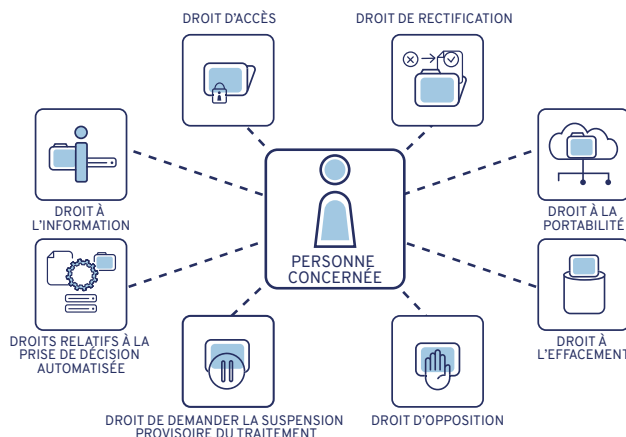 DROIT D'ACCÈS
DROIT DE RECTIFICATION
DROIT À
L'INFORMATION
PERSONNE
CONCERNÉE
DROIT À LA
PORTABILITÉ
DROITS RELATIFS À LA
PRISE DE DÉCISION
AUTOMATISÉE
DROIT À
L'EFFACEMENT
DROIT DE DEMANDER LA SUSPENSION
PROVISOIRE DU TRAITEMENT
DROIT D'OPPOSITION